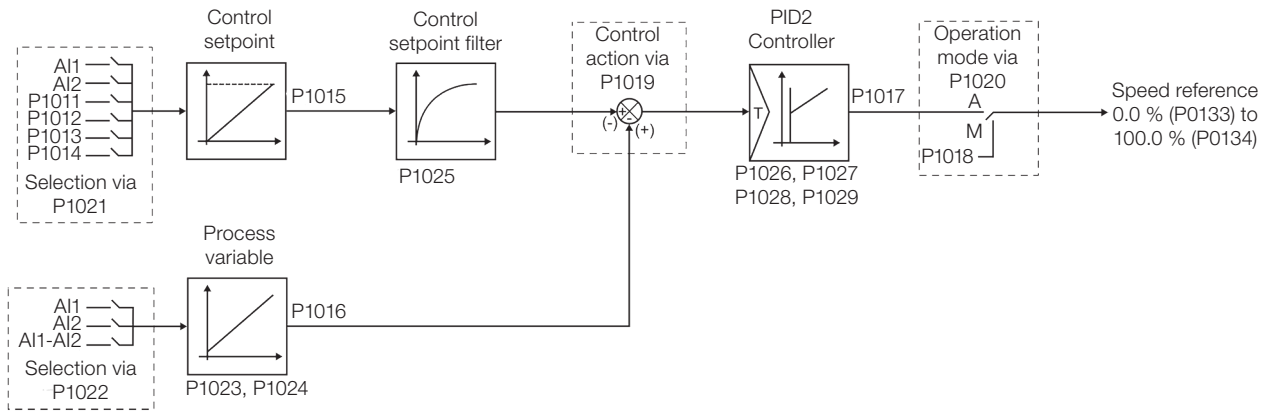 Control
setpoint
Control
setpoint filter
Control
action via
P1019
PID2
Controller
Operation
mode via
P1020
AI1
AI2
P1011
P1012
P1013
P1014
Selection via
P1021
P1015
P1025
+
-
(-)
(+)
T
P1017
P1026, P1027
P1028, P1029
A
M
P1018
Speed reference
0.0 % (P0133) to
100.0 % (P0134)
Process
variable
AI1
AI2
AI1-AI2
Selection via
P1022
P1016
P1023, P1024